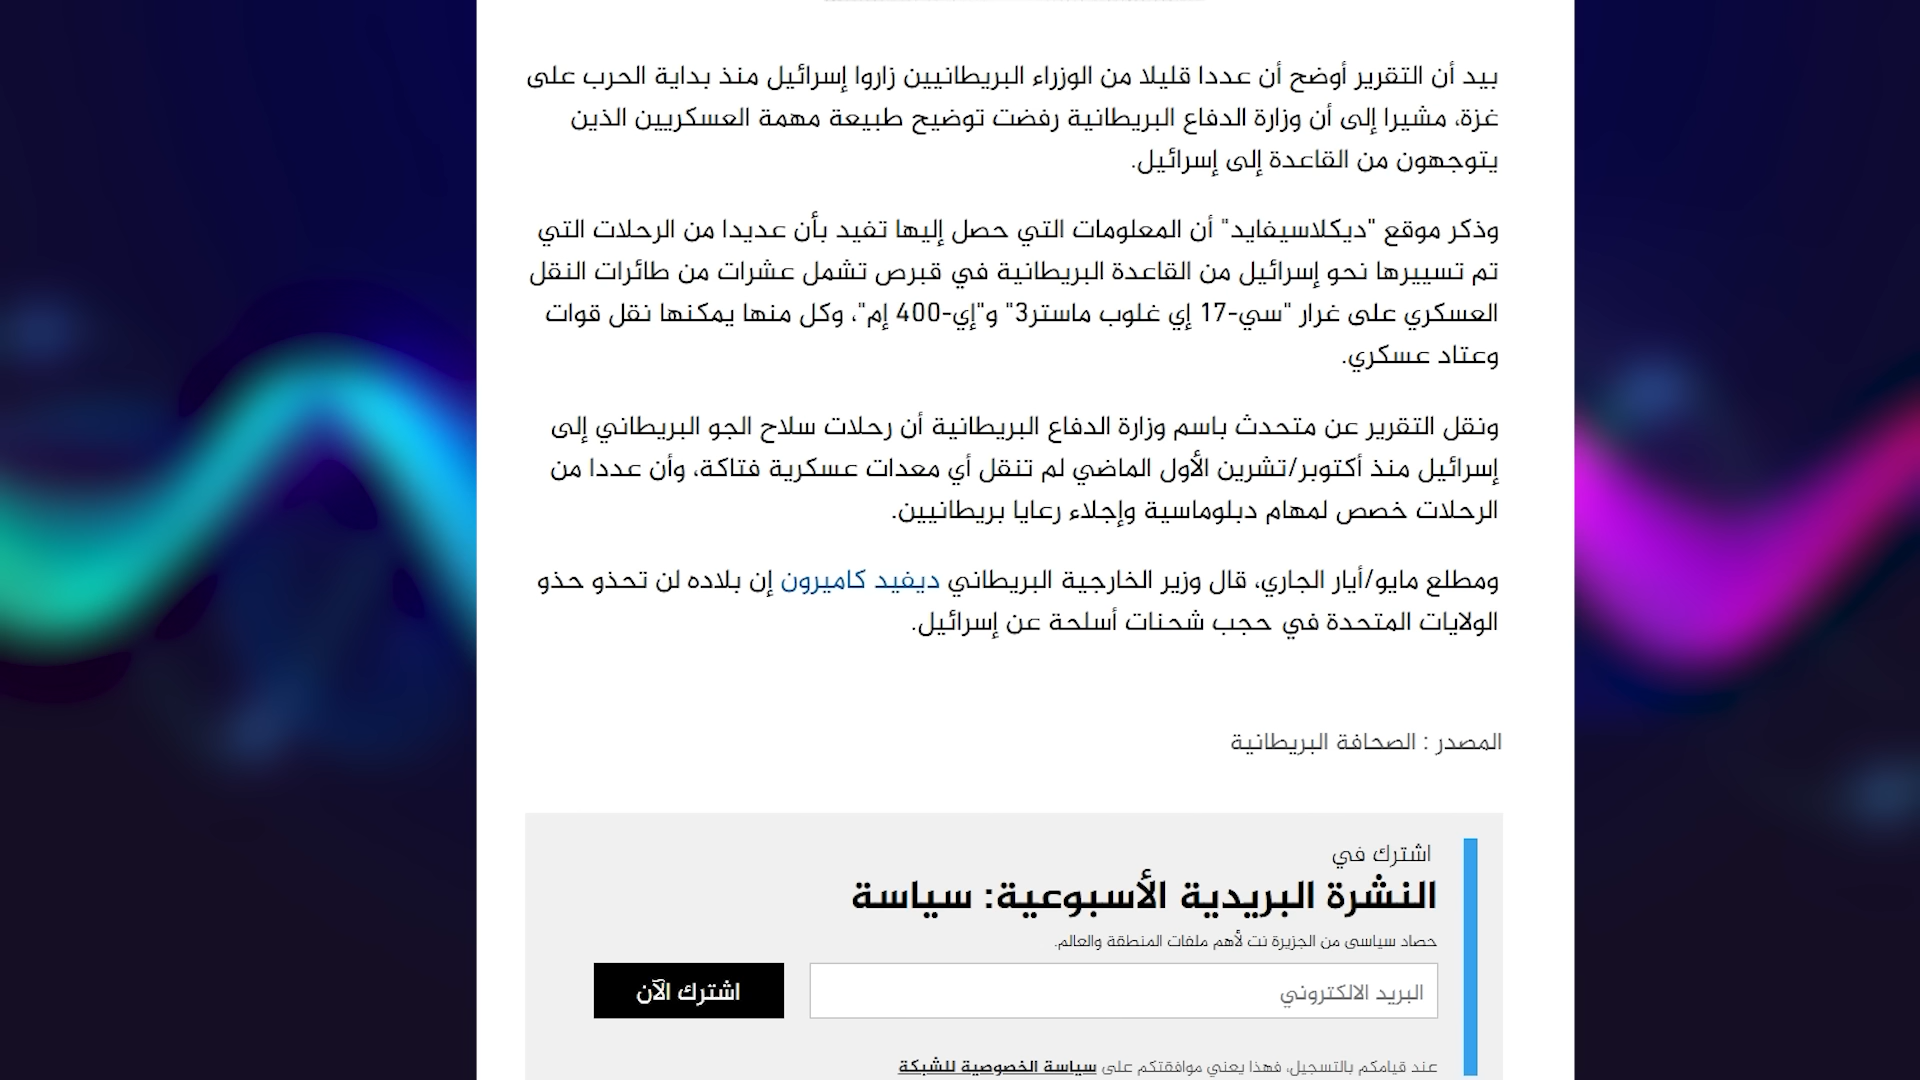 بيد أن التقرير أوضح أن عددا قليلا من الوزراء البريطانيين زاروا إسرائيل منذ بداية الحرب على
غزة، مشيرا إلى أن وزارة الدفاع البريطانية رفضت توضيح طبيعة مهمة العسكريين الذين
يتوجهون من القاعدة إلى إسرائيل.
وذكر موقع "ديكلاسيفايد" أن المعلومات التي حصل إليها تفيد بأن عديدا من الرحلات التي
تم تسييرها نحو إسرائيل من القاعدة البريطانية في قبرص تشمل عشرات من طائرات النقل
العسكري على غرار "سي-17 إي غلوب ماستر3" و"إي-400 إم"، وكل منها يمكنها نقل قوات
وعتاد عسكري.
ونقل التقرير عن متحدث باسم وزارة الدفاع البريطانية أن رحلات سلاح الجو البريطاني إلى
إسرائيل منذ أكتوبر/تشرين الأول الماضي لم تنقل أي معدات عسكرية فتاكة، وأن عددا من
الرحلات خصص لمهام دبلوماسية وإجلاء رعايا بريطانيين.
ومطلع مايو/أيار الجاري، قال وزير الخارجية البريطاني ديفيد كاميرون إن بلاده لن تحذو حذو
الولايات المتحدة في حجب شحنات أسلحة عن إسرائيل.
المصدر : الصحافة البريطانية
اشترك في
النشرة البريدية الأسبوعية: سياسة
حصاد سياسي من الجزيرة نت لأهم ملفات المنطقة والعالم.
البريد الالكتروني
اشترك الآن
عند قيامكم بالتسجيل، فهذا يعني موافقتكم على سياسة الخصوصية للشبكة